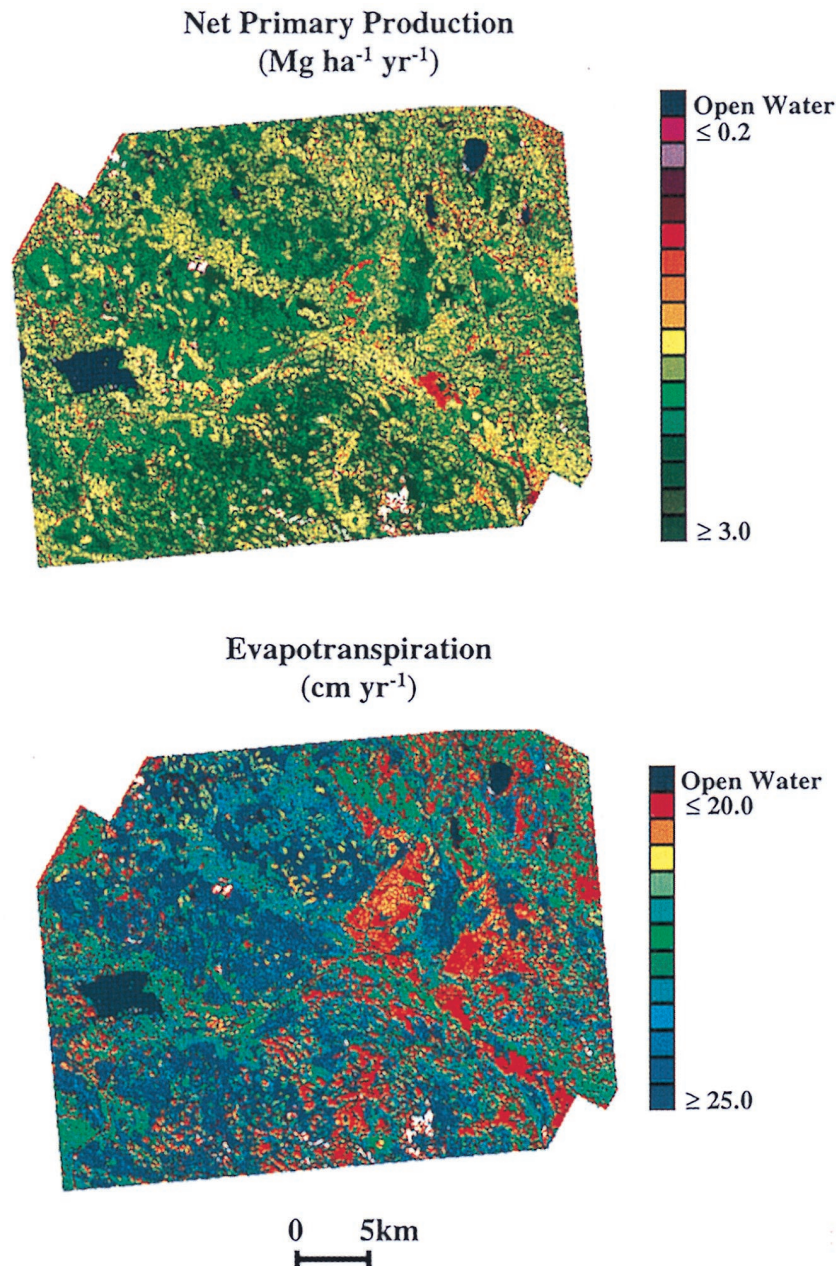 Net Primary Production
(Mg ha⁻¹ yr⁻¹)
Open Water
≤ 0.2
≥ 3.0
Evapotranspiration
(cm yr⁻¹)
Open Water
≤ 20.0
≥ 25.0
0 5km